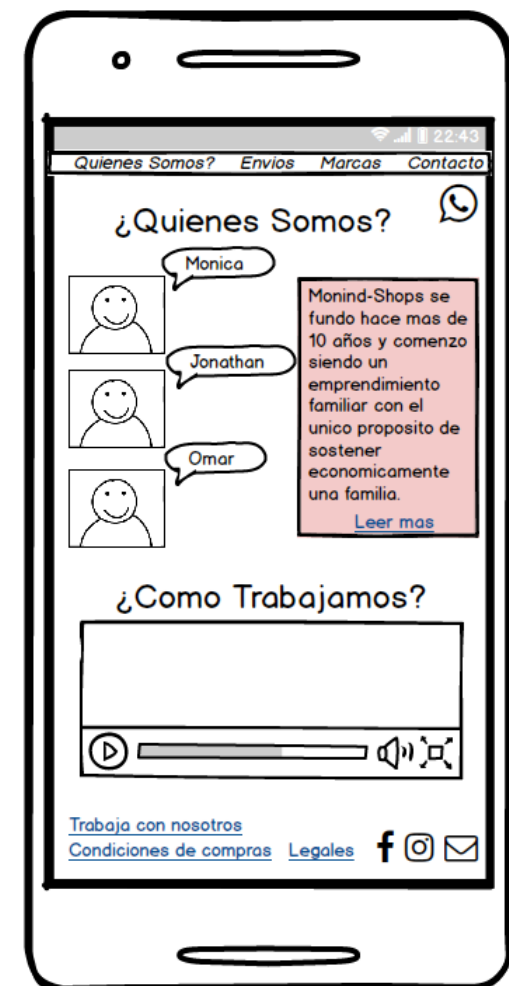 22:43
Quienes Somos? Envios Marcas Contacto
¿Quienes Somos?
Monica
Jonathan
Omar
Monind-Shops se
fundo hace mas de
10 años y comenzo
siendo un
emprendimiento
familiar con el
unico proposito de
sostener
economicamente
una familia.
Leer mas
¿Como Trabajamos?
Trabaja con nosotros
Condiciones de compras Legales